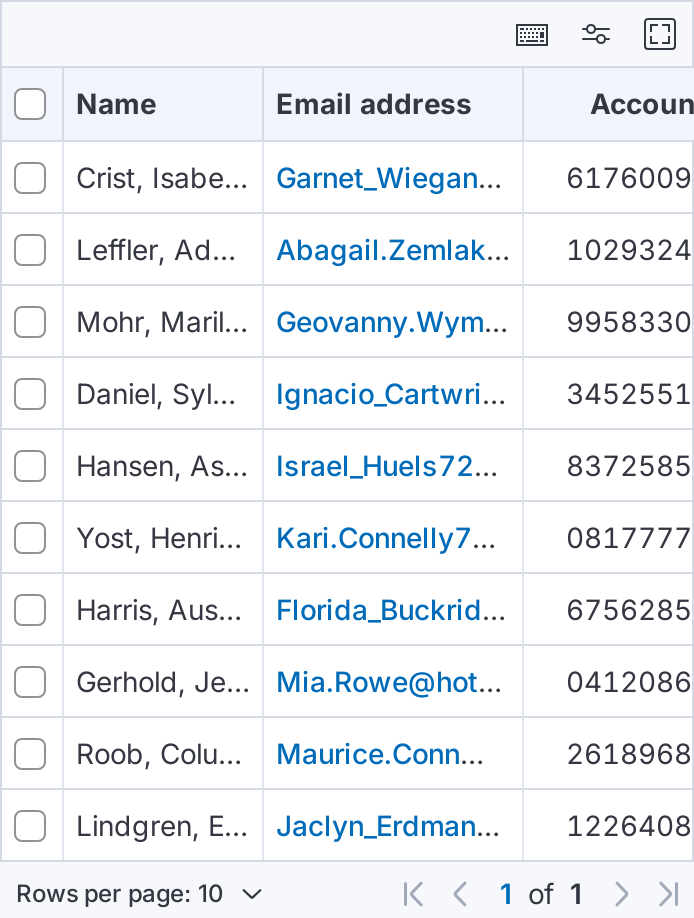 Name Email address Accoun
Crist, Isabe... Garnet_Wiegan... 6176009
Leffler, Ad... Abagail.Zemlak... 1029324
Mohr, Maril... Geovanny.Wym... 9958330
Daniel, Syl... Ignacio_Cartwri... 3452551
Hansen, As... Israel_Huels72... 8372585
Yost, Henri... Kari.Connelly7... 0817777
Harris, Aus... Florida_Buckrid... 6756285
Gerhold, Je... Mia.Rowe@hot... 0412086
Roob, Colu... Maurice.Conn... 2618968
Lindgren, E... Jaclyn_Erdman... 1226408
Rows per page: 10 1 of 1